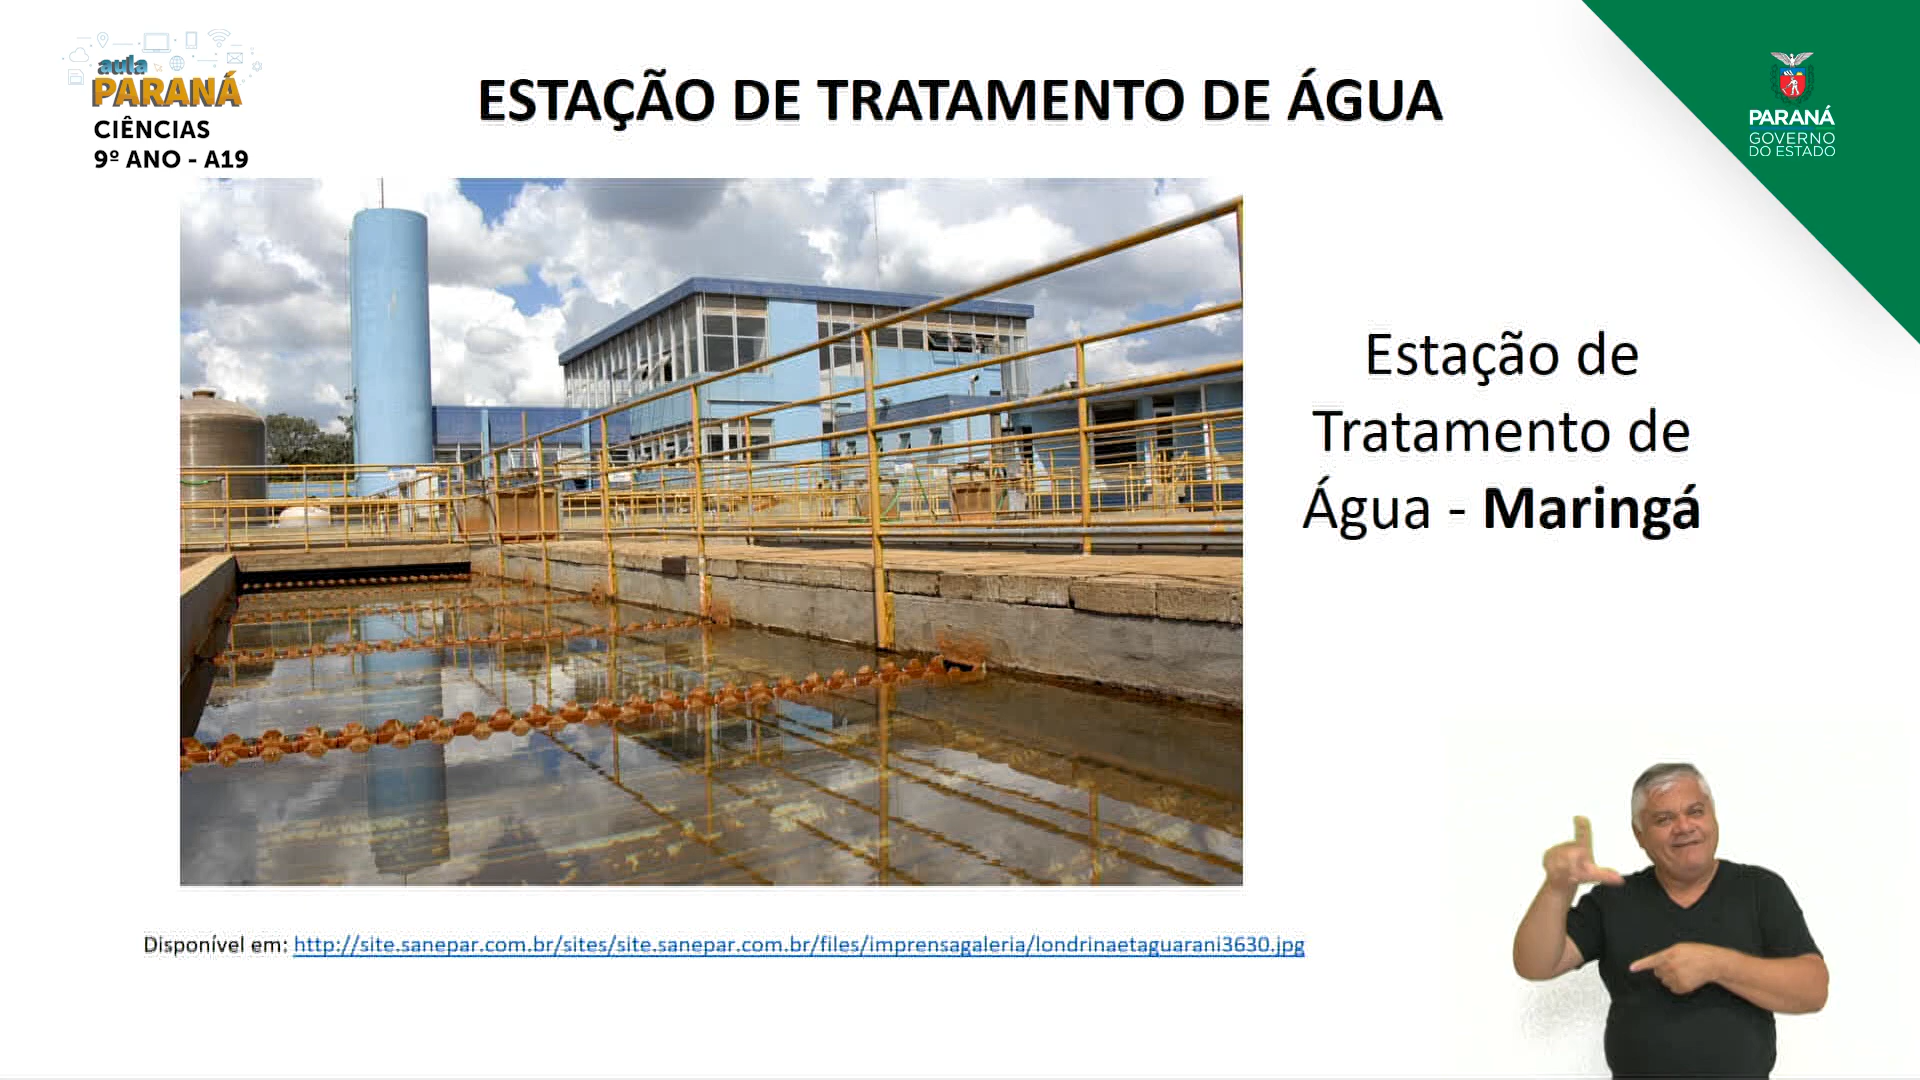 aula
PARANÁ
CIÊNCIAS
9º ANO - A19
ESTAÇÃO DE TRATAMENTO DE ÁGUA
PARANÁ
GOVERNO
DO ESTADO
Estação de
Tratamento de
Água - Maringá
Disponível em: http://site.sanepar.com.br/sites/site.sanepar.com.br/files/imprensagaleria/londrinaetaguarani3630.jpg